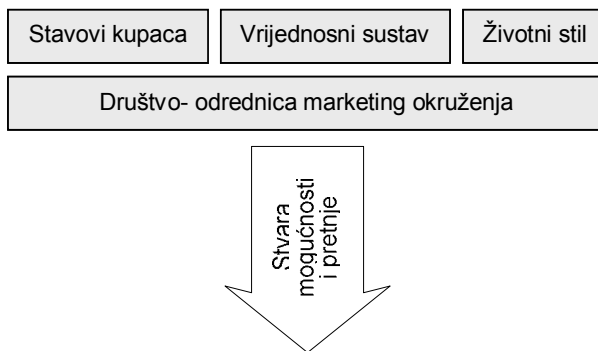 Stavovi kupaca
Vrijednosni sustav
Životni stil
Društvo- odrednica marketing okruženja
Stvara
mogućnosti
i pretnje